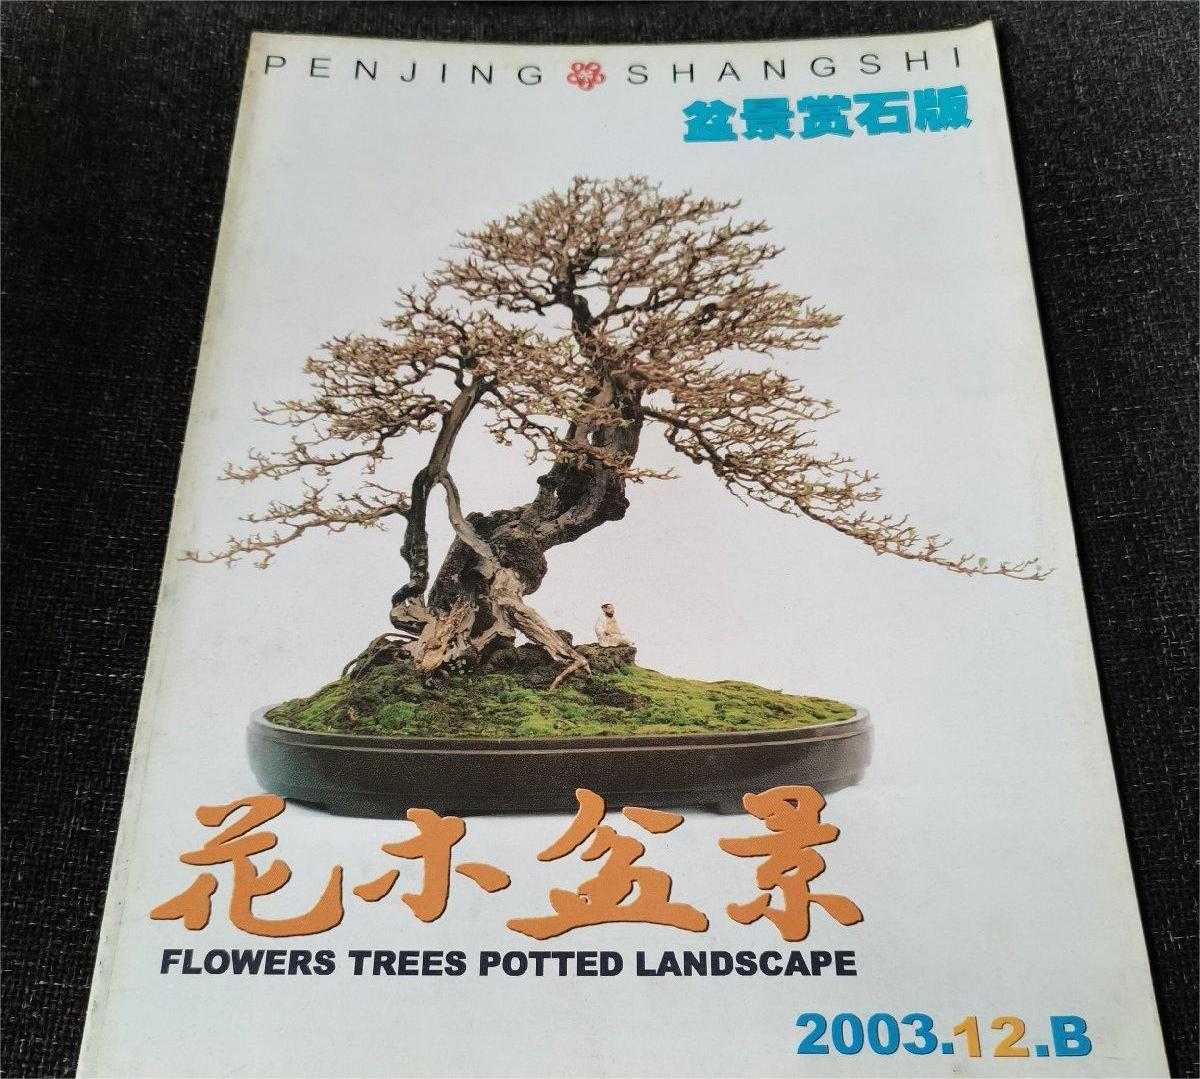 PENJING SHANGSHI
盆景赏石版
花木盆景
FLOWERS TREES POTTED LANDSCAPE
2003.12.B